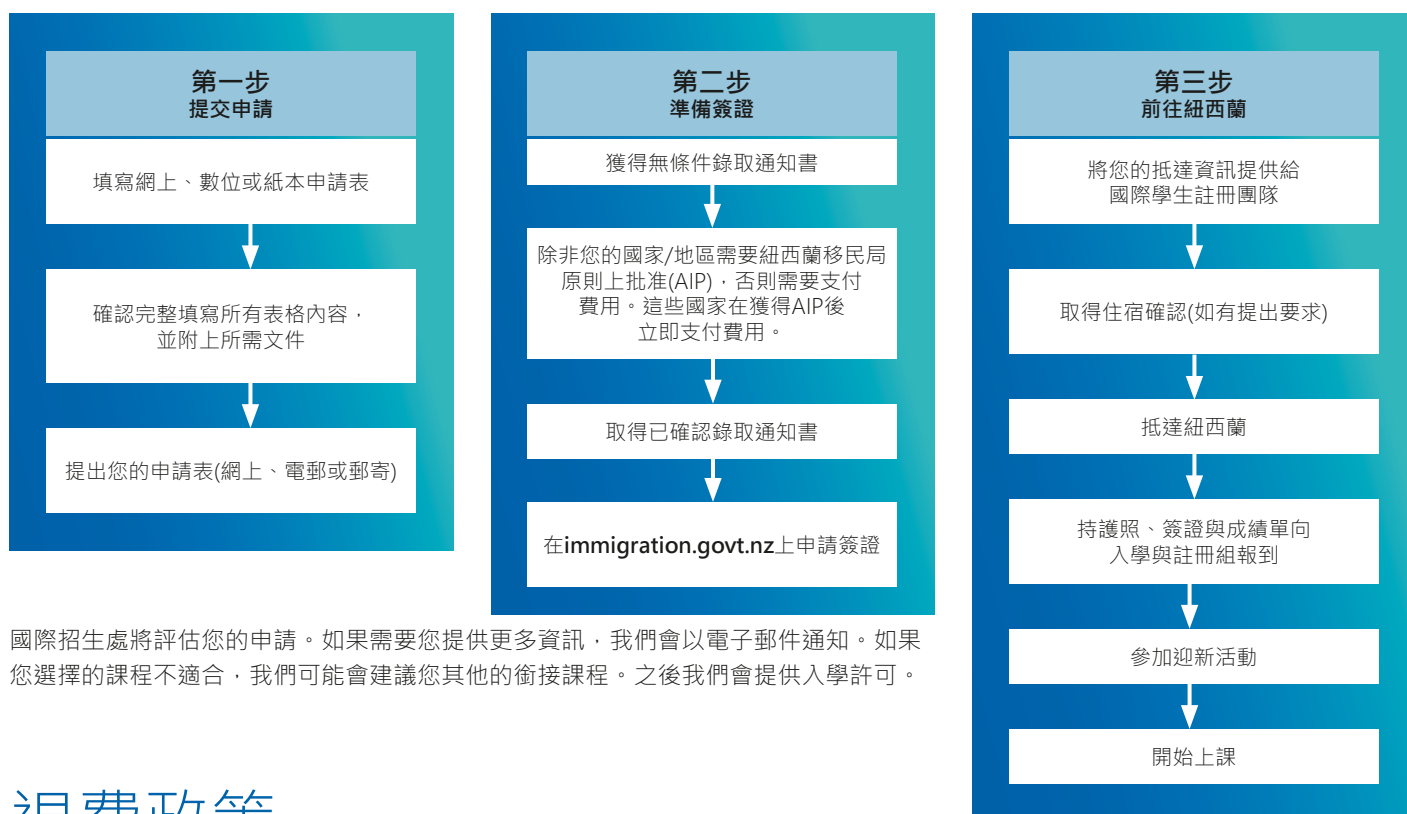 第一步
提交申請
填寫網上、數位或紙本申請表
確認完整填寫所有表格內容，
並附上所需文件
提出您的申請表(網上、電郵或郵寄)
第二步
準備簽證
獲得無條件錄取通知書
除非您的國家/地區需要紐西蘭移民局
原則上批准(AIP)，否則需要支付
費用。這些國家在獲得AIP後
立即支付費用。
取得已確認錄取通知書
在immigration.govt.nz上申請簽證
第三步
前往紐西蘭
將您的抵達資訊提供給
國際學生註冊團隊
取得住宿確認(如有提出要求)
抵達紐西蘭
持護照、簽證與成績單向
入學與註冊組報到
參加迎新活動
開始上課
國際招生處將評估您的申請。如果需要您提供更多資訊，我們會以電子郵件通知。如果
您選擇的課程不適合，我們可能會建議您其他的銜接課程。之後我們會提供入學許可。
退費政策